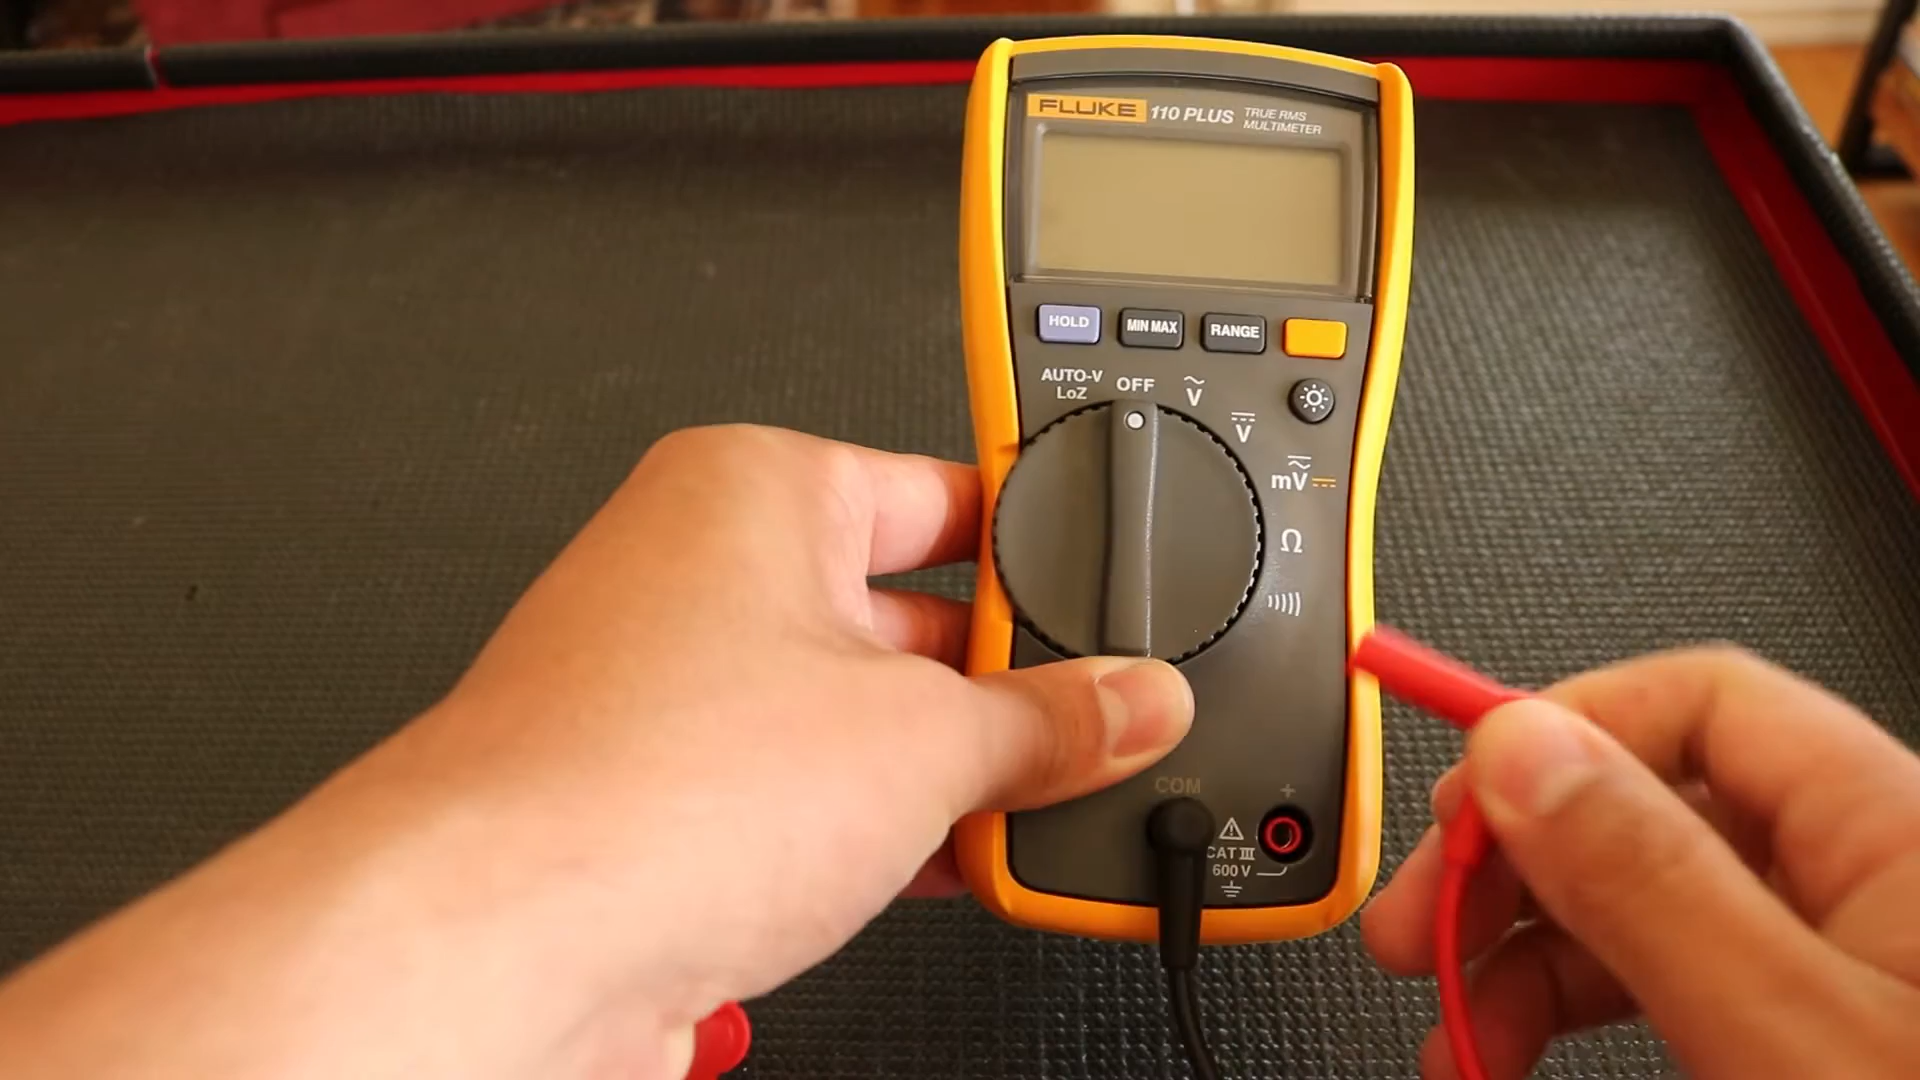 FLUKE 110 PLUS TRUE RMS
MULTIMETER
HOLD MIN MAX RANGE
AUTO-V
LoZ
OFF
V
V
mV
Ω
COM
+
CAT III
600 V